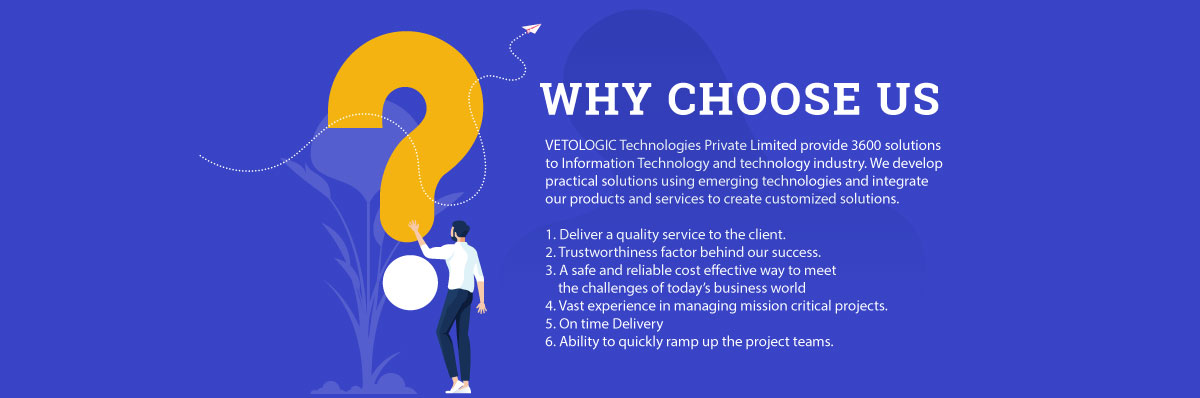 WHY CHOOSE US
VETOLOGIC Technologies Private Limited provide 3600 solutions
to Information Technology and technology industry. We develop
practical solutions using emerging technologies and integrate
our products and services to create customized solutions.
1. Deliver a quality service to the client.
2. Trustworthiness factor behind our success.
3. A safe and reliable cost effective way to meet
the challenges of today’s business world
4. Vast experience in managing mission critical projects.
5. On time Delivery
6. Ability to quickly ramp up the project teams.